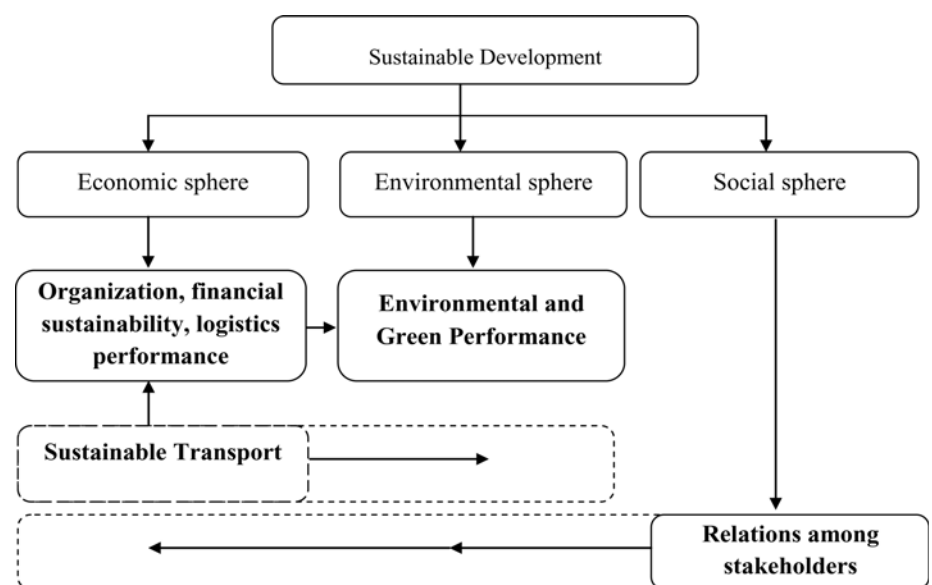 Sustainable Development
Economic sphere
Environmental sphere
Social sphere
Organization, financial
sustainability, logistics
performance
Environmental and
Green Performance
Sustainable Transport
Relations among
stakeholders